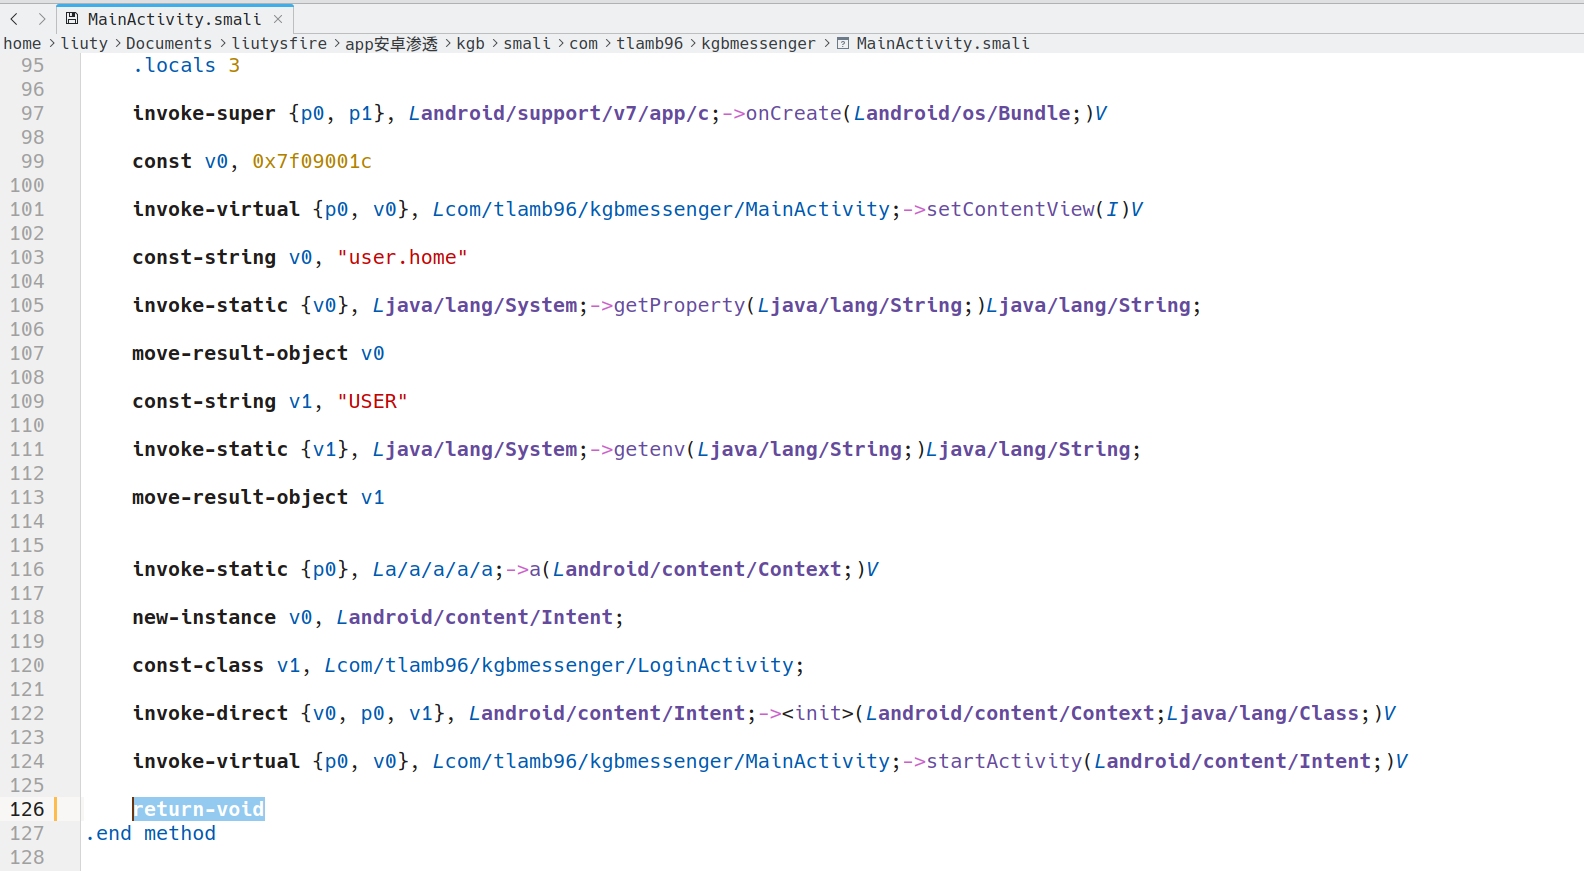 MainActivity.smali
home > liuty > Documents > liutysfire > app安卓渗透 > kgb > smali > com > tlamb96 > kgbmessenger > MainActivity.smali
95 .locals 3
96
97 invoke-super {p0, p1}, Landroid/support/v7/app/c;->onCreate(Landroid/os/Bundle;)V
98
99 const v0, 0x7f09001c
100
101 invoke-virtual {p0, v0}, Lcom/tlamb96/kgbmessenger/MainActivity;->setContentView(I)V
102
103 const-string v0, "user.home"
104
105 invoke-static {v0}, Ljava/lang/System;->getProperty(Ljava/lang/String;)Ljava/lang/String;
106
107 move-result-object v0
108
109 const-string v1, "USER"
110
111 invoke-static {v1}, Ljava/lang/System;->getenv(Ljava/lang/String;)Ljava/lang/String;
112
113 move-result-object v1
114
115
116 invoke-static {p0}, La/a/a/a/a;->a(Landroid/content/Context;)V
117
118 new-instance v0, Landroid/content/Intent;
119
120 const-class v1, Lcom/tlamb96/kgbmessenger/LoginActivity;
121
122 invoke-direct {v0, p0, v1}, Landroid/content/Intent;-><init>(Landroid/content/Context;Ljava/lang/Class;)V
123
124 invoke-virtual {p0, v0}, Lcom/tlamb96/kgbmessenger/MainActivity;->startActivity(Landroid/content/Intent;)V
125
126 return-void
127 .end method
128